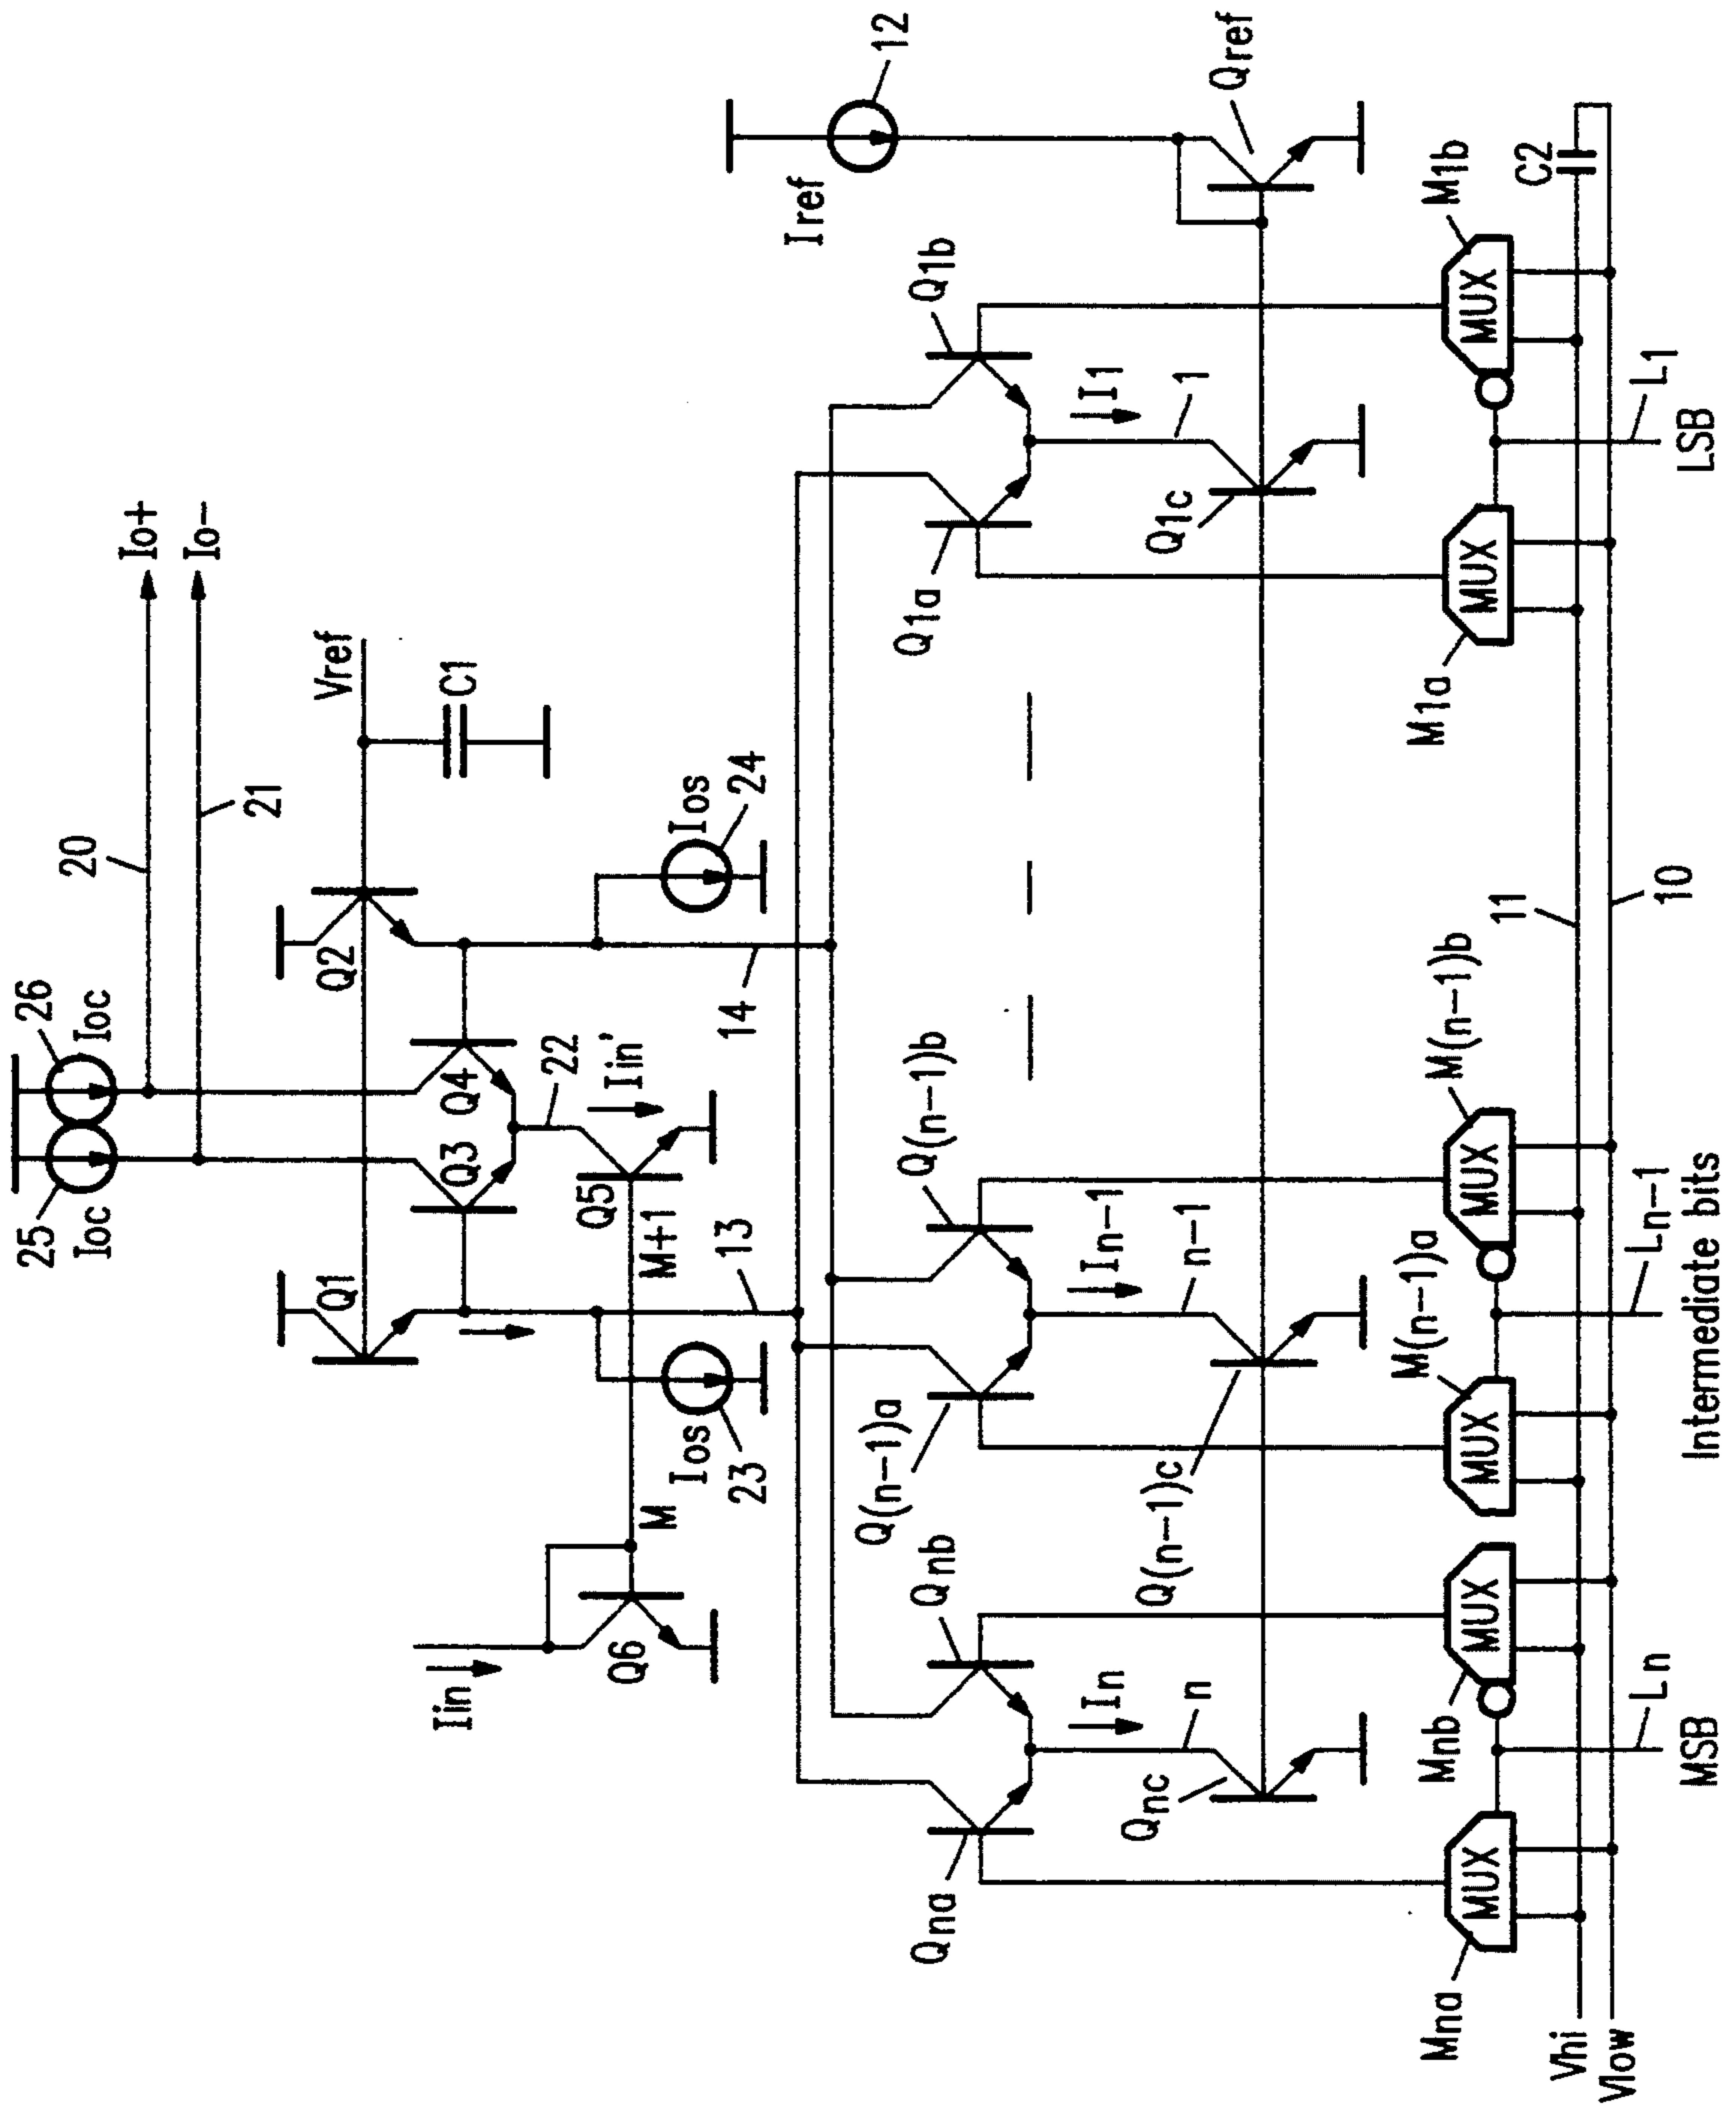 25
26
Ioc
Ioc
20
Io+
21
Io-
Q1
Q2
Vref
C1
Q3
Q4
22
Iin'
Iin
Q6
M
Q5
M+1
Ios
23
13
14
Ios
24
Iref
12
Qna
Qnb
Q(n-1)a
Q(n-1)b
Q1a
Q1b
In
n
In-1
n-1
I1
1
Qnc
Q(n-1)c
Q1c
Qref
Mna
MUX
Mnb
MUX
M(n-1)a
MUX
M(n-1)b
MUX
M1a
MUX
M1b
MUX
C2
Vhi
Vlow
11
10
Ln
MSB
Ln-1
Intermediate bits
L1
LSB